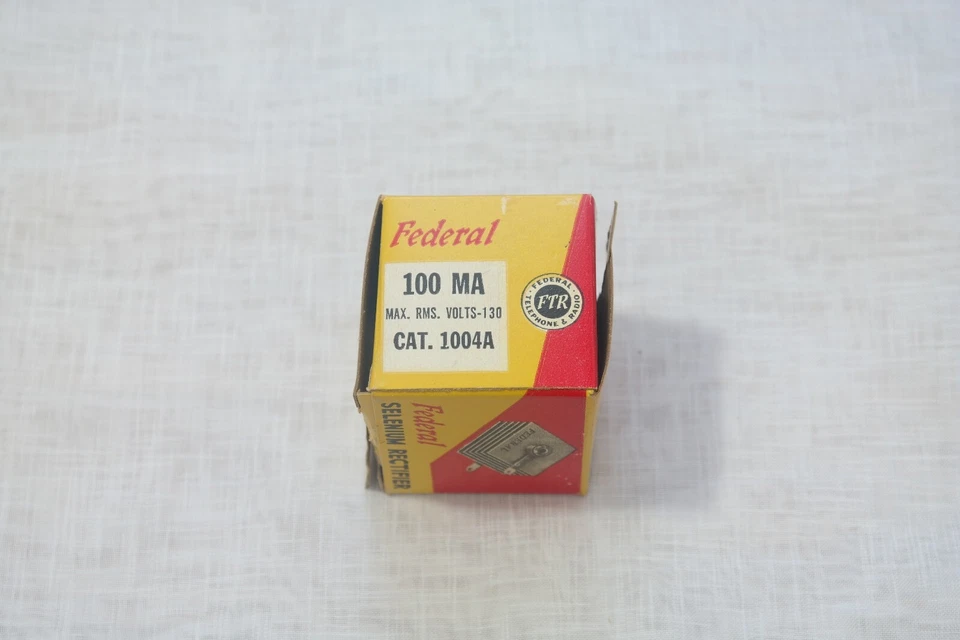 Federal
100 MA
MAX. RMS. VOLTS-130
CAT. 1004A
FEDERAL
FTR
TELEPHONE & RADIO
Federal
SELENIUM RECTIFIER